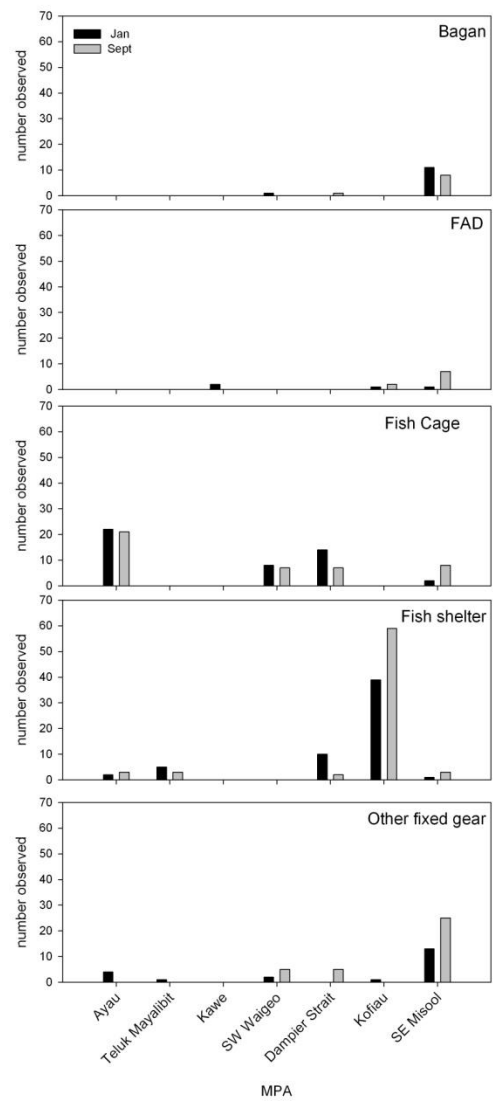 70
Jan
Bagan
60
Sept
50
40
30
20
10
0
number observed
70
FAD
60
50
40
30
20
10
0
number observed
70
Fish Cage
60
50
40
30
20
10
0
number observed
70
Fish shelter
60
50
40
30
20
10
0
number observed
70
Other fixed gear
60
50
40
30
20
10
0
number observed
Ayau
Teluk Mayalibit
Kawe
SW Waigeo
Dampier Strait
Kofiau
SE Misool
MPA